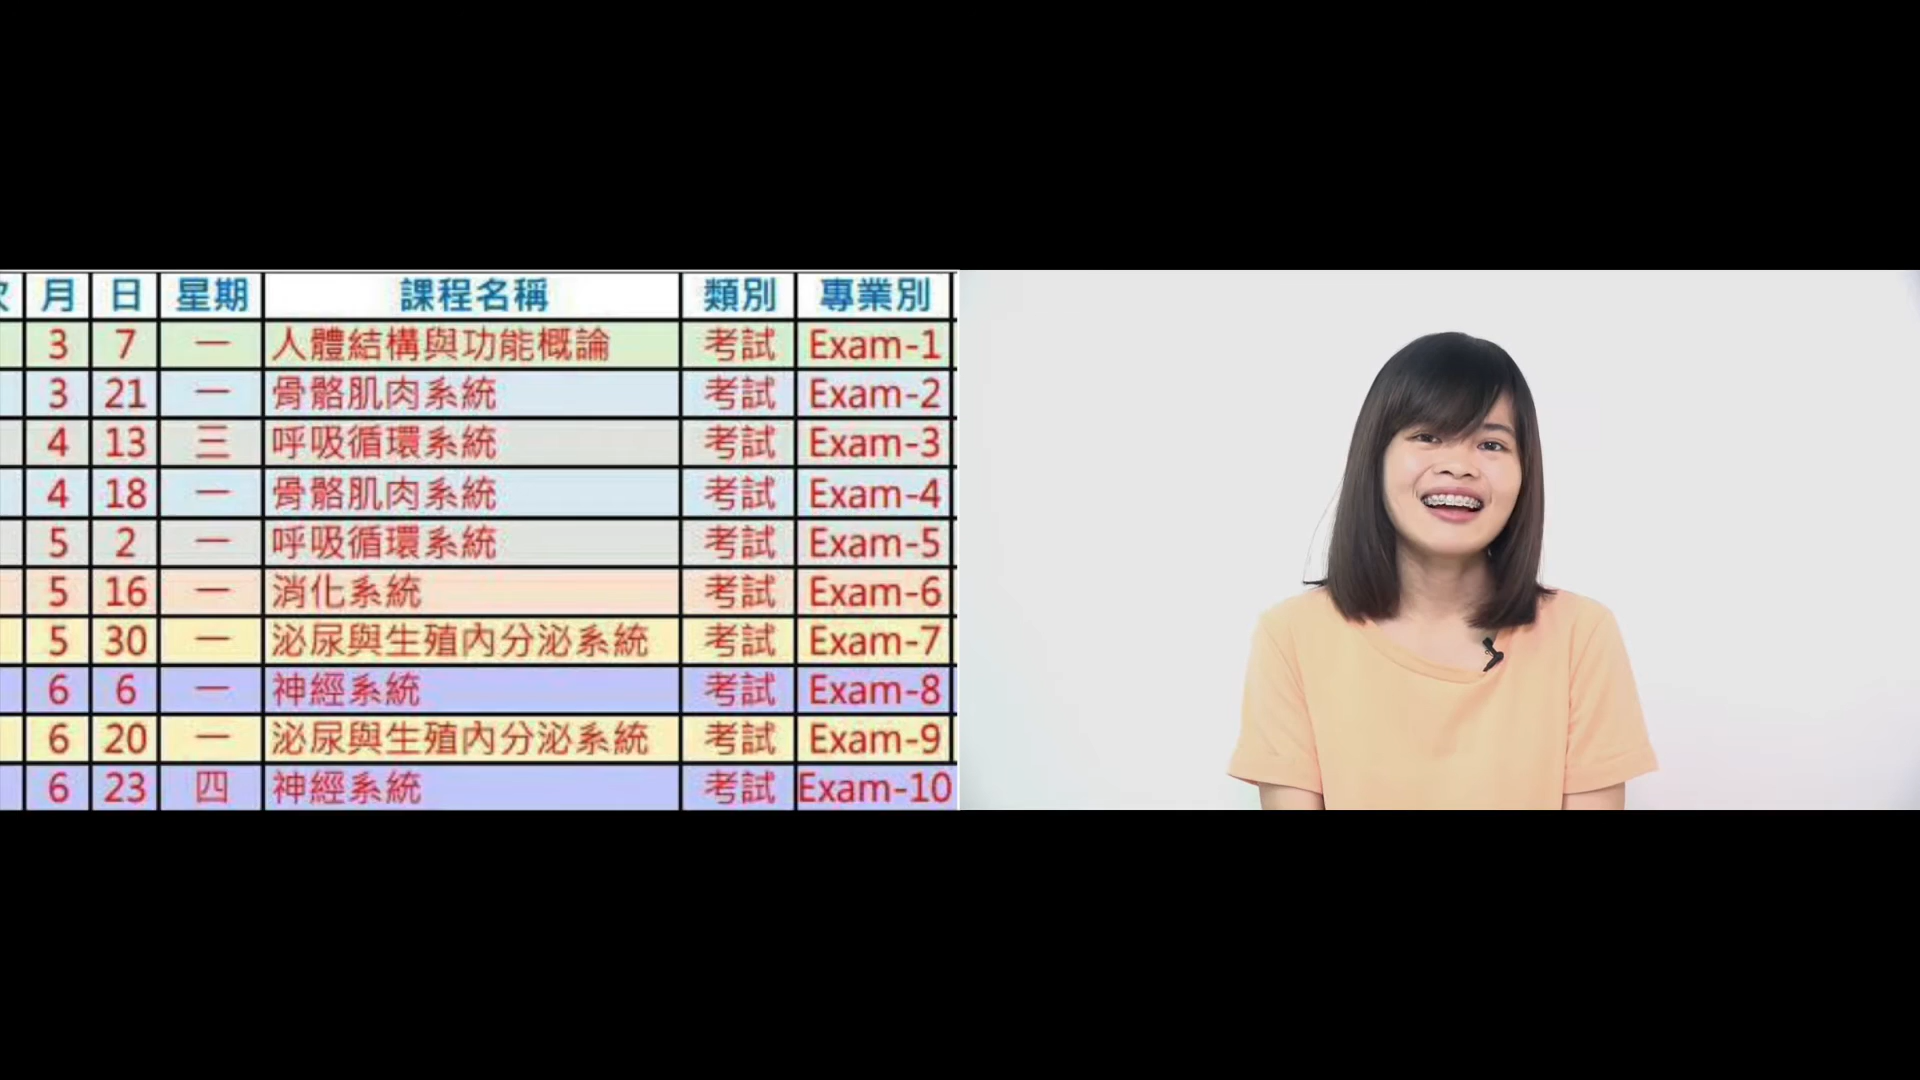 月 日 星期 課程名稱 類別 專業別
3 7 一 人體結構與功能概論 考試 Exam-1
3 21 一 骨骼肌肉系統 考試 Exam-2
4 13 三 呼吸循環系統 考試 Exam-3
4 18 一 骨骼肌肉系統 考試 Exam-4
5 2 一 呼吸循環系統 考試 Exam-5
5 16 一 消化系統 考試 Exam-6
5 30 一 泌尿與生殖內分泌系統 考試 Exam-7
6 6 一 神經系統 考試 Exam-8
6 20 一 泌尿與生殖內分泌系統 考試 Exam-9
6 23 四 神經系統 考試 Exam-10